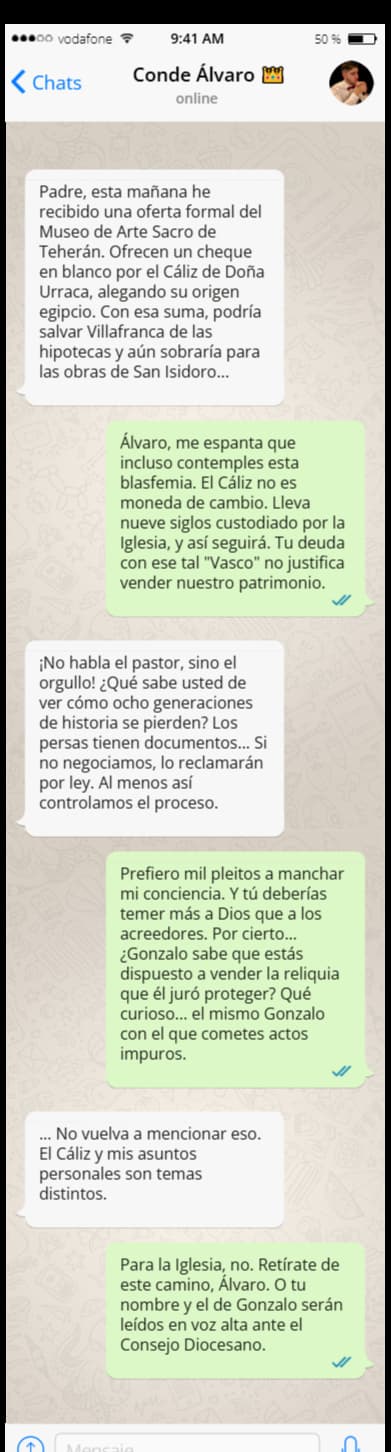 vodafone 9:41 AM 50 %
Chats
Conde Álvaro
online
Padre, esta mañana he
recibido una oferta formal del
Museo de Arte Sacro de
Teherán. Ofrecen un cheque
en blanco por el Cáliz de Doña
Urraca, alegando su origen
egipcio. Con esa suma, podría
salvar Villafranca de las
hipotecas y aún sobraría para
las obras de San Isidoro...
Álvaro, me espanta que
incluso contemples esta
blasfemia. El Cáliz no es
moneda de cambio. Lleva
nueve siglos custodiado por la
Iglesia, y así seguirá. Tu deuda
con ese tal "Vasco" no justifica
vender nuestro patrimonio.
¡No habla el pastor, sino el
orgullo! ¿Qué sabe usted de
ver cómo ocho generaciones
de historia se pierden? Los
persas tienen documentos... Si
no negociamos, lo reclamarán
por ley. Al menos así
controlamos el proceso.
Prefiero mil pleitos a manchar
mi conciencia. Y tú deberías
temer más a Dios que a los
acreedores. Por cierto...
¿Gonzalo sabe que estás
dispuesto a vender la reliquia
que él juró proteger? Qué
curioso... el mismo Gonzalo
con el que cometes actos
impuros.
... No vuelva a mencionar eso.
El Cáliz y mis asuntos
personales son temas
distintos.
Para la Iglesia, no. Retírate de
este camino, Álvaro. O tu
nombre y el de Gonzalo serán
leídos en voz alta ante el
Consejo Diocesano.
Mensaje